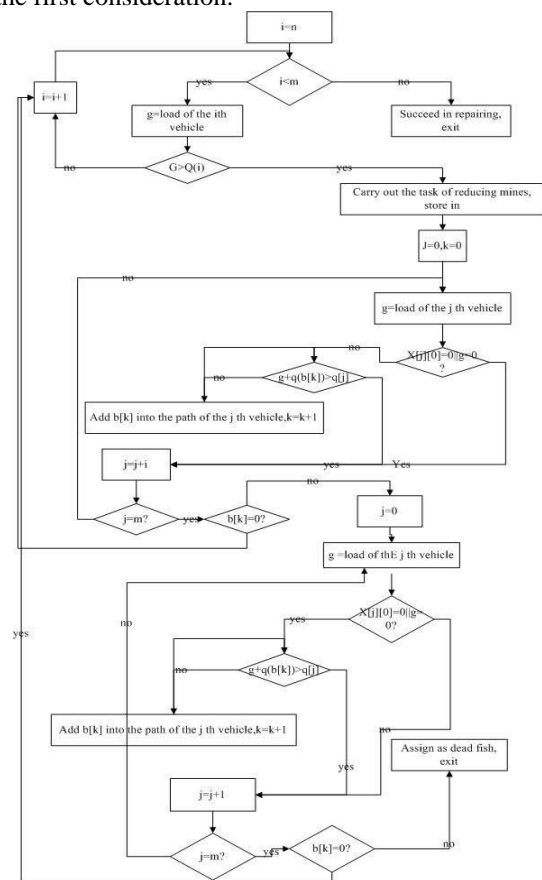 the first consideration.
i=n
i=i+1
yes
i<m
no
g=load of the ith
vehicle
Succeed in repairing,
exit
no
G>Q(i)
yes
Carry out the task of reducing mines,
store in
J=0,k=0
no
g=load of the j th vehicle
no
X[j][0]=0||g=0
?
g+q(b[k])>q[j]
no
Add b[k] into the path of the j th vehicle,k=k+1
j=j+i
yes
Yes
no
j=m?
yes
b[k]=0?
j=0
g =load of thE j th vehicle
yes
no
yes
X[j][0]=0||g=
0?
g+q(b[k])>q[j]
no
Add b[k] into the path of the j th vehicle,k=k+1
no
Assign as dead fish,
exit
yes
j=j+1
j=m?
yes
b[k]=0?
no